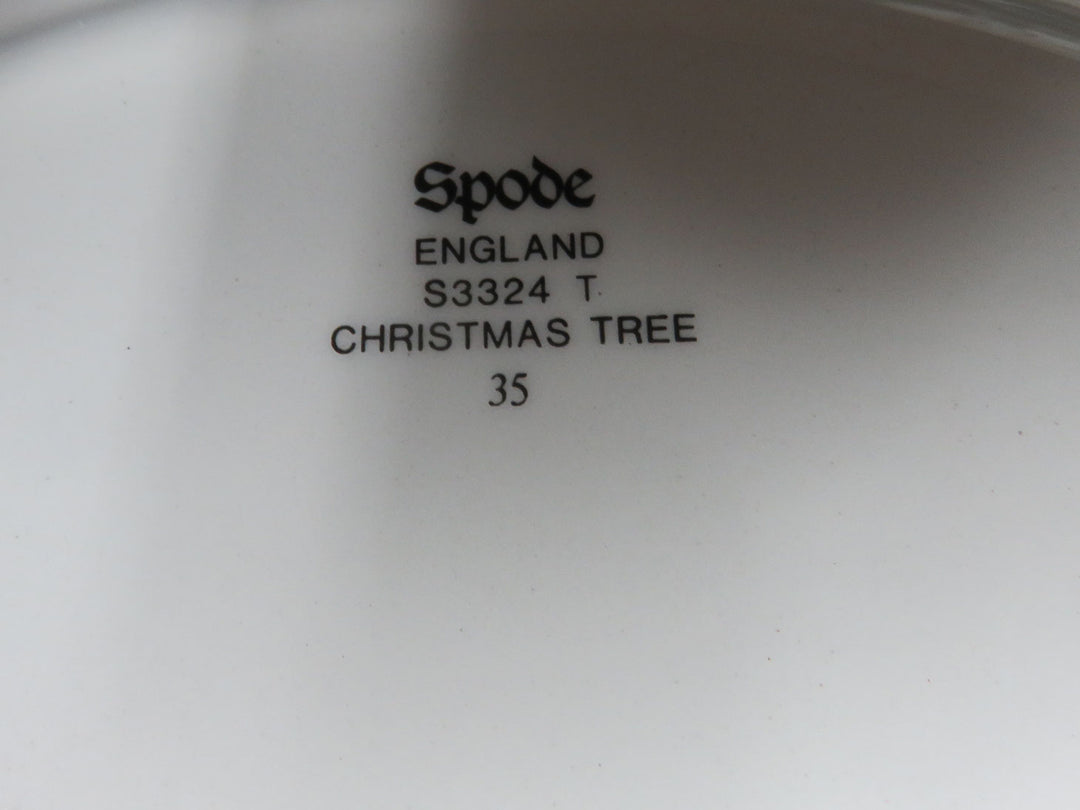 Spode
ENGLAND
S3324 T
CHRISTMAS TREE
35